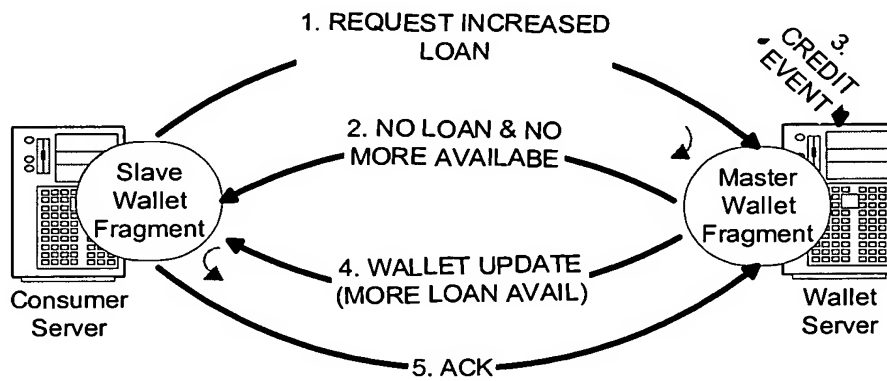 1. REQUEST INCREASED
LOAN
3.
CREDIT
EVENT
2. NO LOAN & NO
MORE AVAILABE
Slave
Wallet
Fragment
Master
Wallet
Fragment
4. WALLET UPDATE
(MORE LOAN AVAIL)
Consumer
Server
Wallet
Server
5. ACK